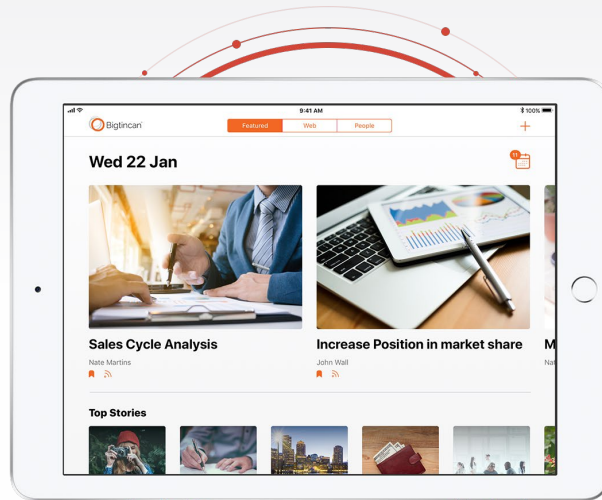 9:41 AM
100%
Bigtincan
Featured
Web
People
Wed 22 Jan
11
Sales Cycle Analysis
Increase Position in market share
M
Nate Martins
John Wall
Nat
Top Stories